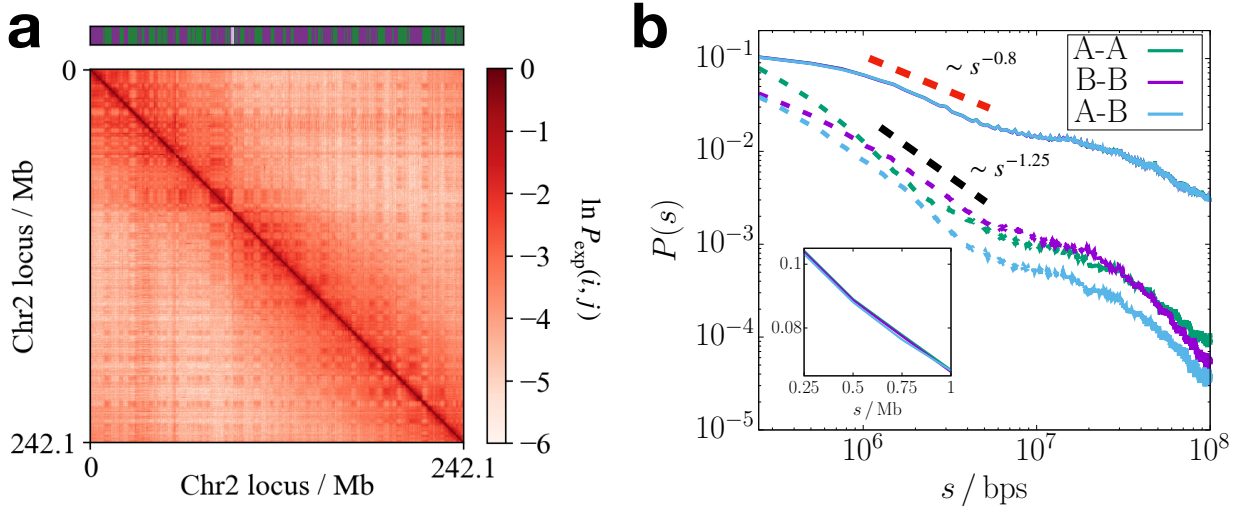 a
0
Chr2 locus / Mb
242.1
0
242.1
Chr2 locus / Mb
0
−1
−2
−3
−4
−5
−6
ln P_exp(i, j)
b
10^{-1}
10^{-2}
10^{-3}
10^{-4}
10^{-5}
P(s)
A-A
B-B
A-B
~ s^{-0.8}
~ s^{-1.25}
0.1
0.08
0.25
0.5
0.75
1
s / Mb
10^6
10^7
10^8
s / bps